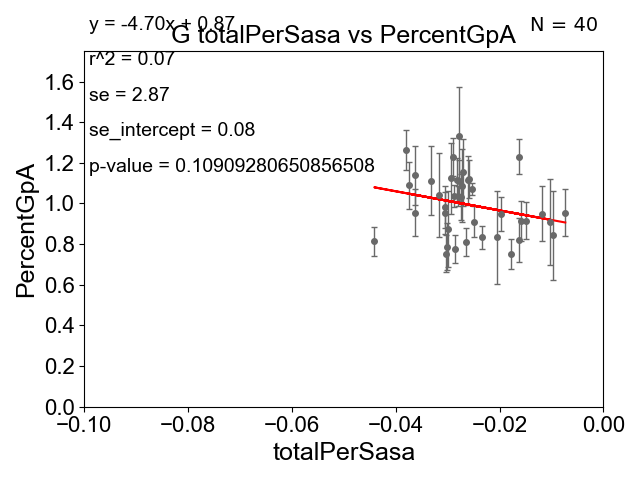 y = -4.70x + 0.87
N = 40
G totalPerSasa vs PercentGpA
r^2 = 0.07
se = 2.87
se_intercept = 0.08
p-value = 0.10909280650856508
PercentGpA
1.6
1.4
1.2
1.0
0.8
0.6
0.4
0.2
0.0
−0.10 −0.08 −0.06 −0.04 −0.02 0.00
totalPerSasa